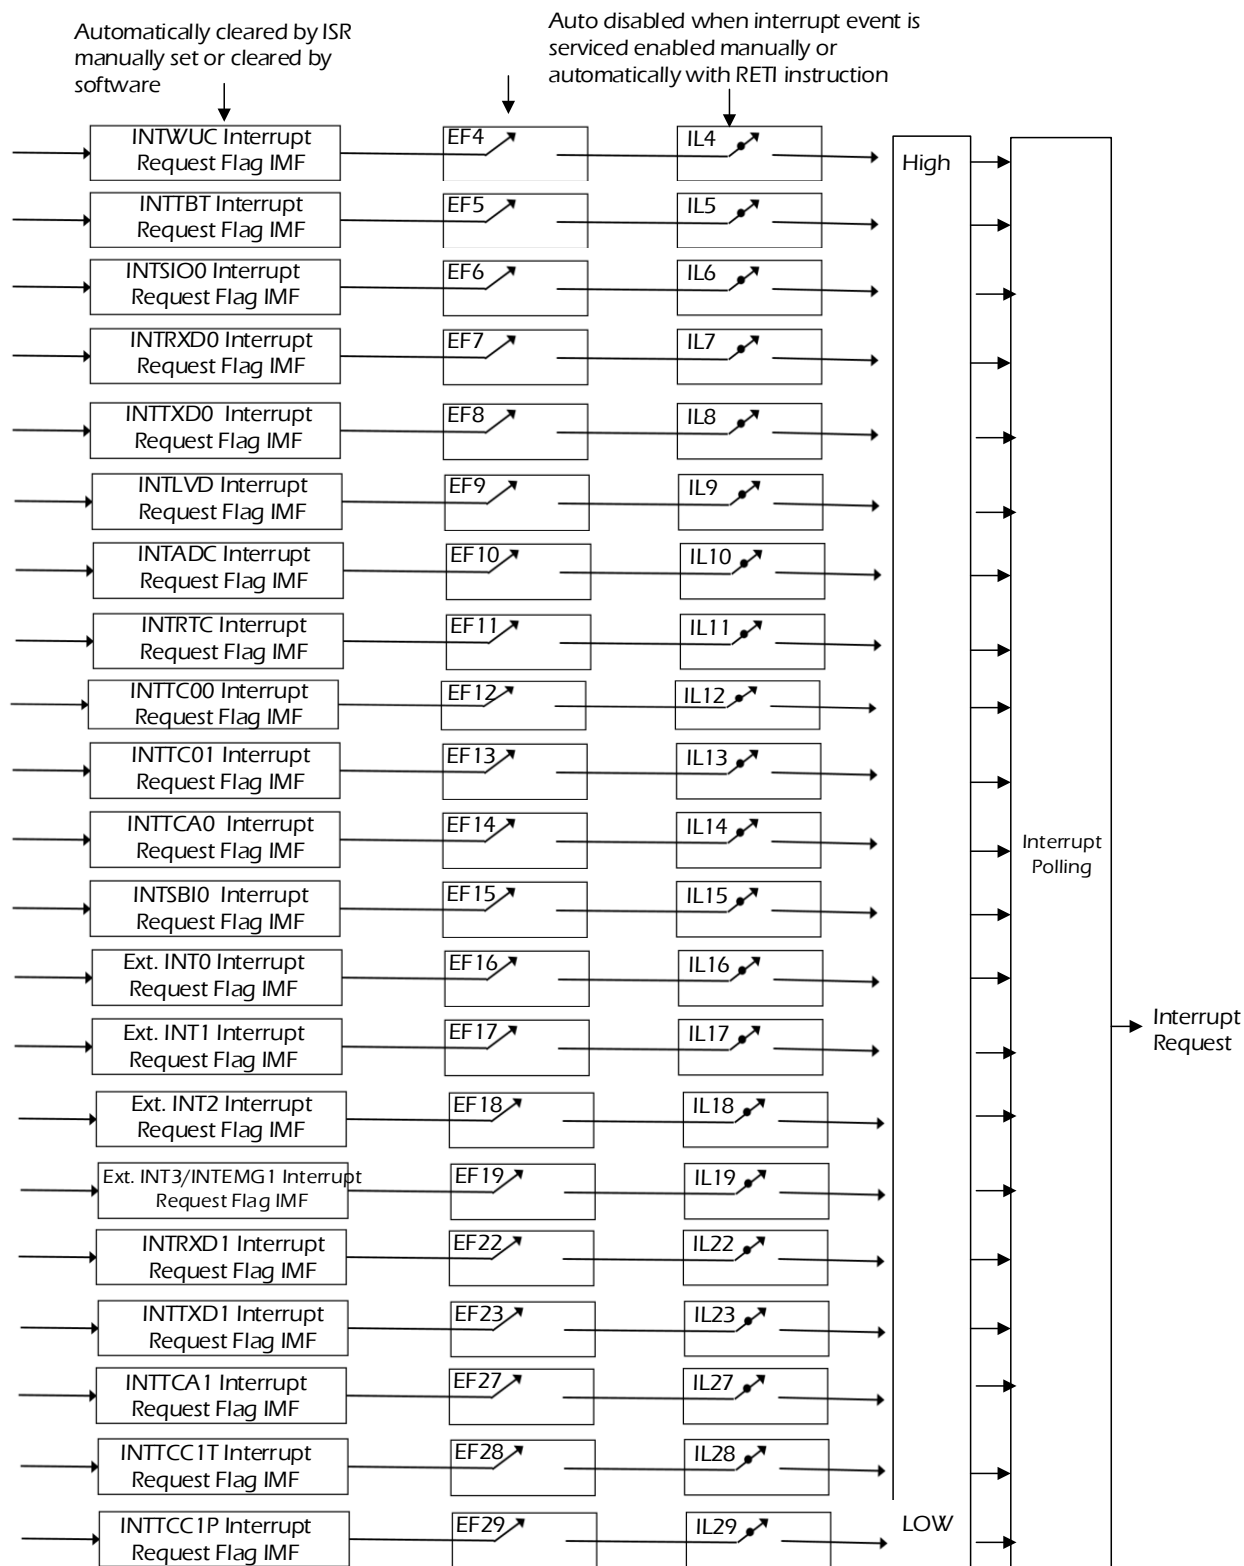 Automatically cleared by ISR
manually set or cleared by
software
Auto disabled when interrupt event is
serviced enabled manually or
automatically with RETI instruction
INTWUC Interrupt
Request Flag IMF
EF4
IL4
High
INTTBT Interrupt
Request Flag IMF
EF5
IL5
INTSIO0 Interrupt
Request Flag IMF
EF6
IL6
INTRXD0 Interrupt
Request Flag IMF
EF7
IL7
INTTXD0 Interrupt
Request Flag IMF
EF8
IL8
INTLVD Interrupt
Request Flag IMF
EF9
IL9
INTADC Interrupt
Request Flag IMF
EF10
IL10
INTRTC Interrupt
Request Flag IMF
EF11
IL11
INTTC00 Interrupt
Request Flag IMF
EF12
IL12
INTTC01 Interrupt
Request Flag IMF
EF13
IL13
INTTCA0 Interrupt
Request Flag IMF
EF14
IL14
Interrupt
Polling
INTSBI0 Interrupt
Request Flag IMF
EF15
IL15
Ext. INT0 Interrupt
Request Flag IMF
EF16
IL16
Ext. INT1 Interrupt
Request Flag IMF
EF17
IL17
Interrupt
Request
Ext. INT2 Interrupt
Request Flag IMF
EF18
IL18
Ext. INT3/INTEMG1 Interrupt
Request Flag IMF
EF19
IL19
INTRXD1 Interrupt
Request Flag IMF
EF22
IL22
INTTXD1 Interrupt
Request Flag IMF
EF23
IL23
INTTCA1 Interrupt
Request Flag IMF
EF27
IL27
INTTCC1T Interrupt
Request Flag IMF
EF28
IL28
INTTCC1P Interrupt
Request Flag IMF
EF29
IL29
LOW